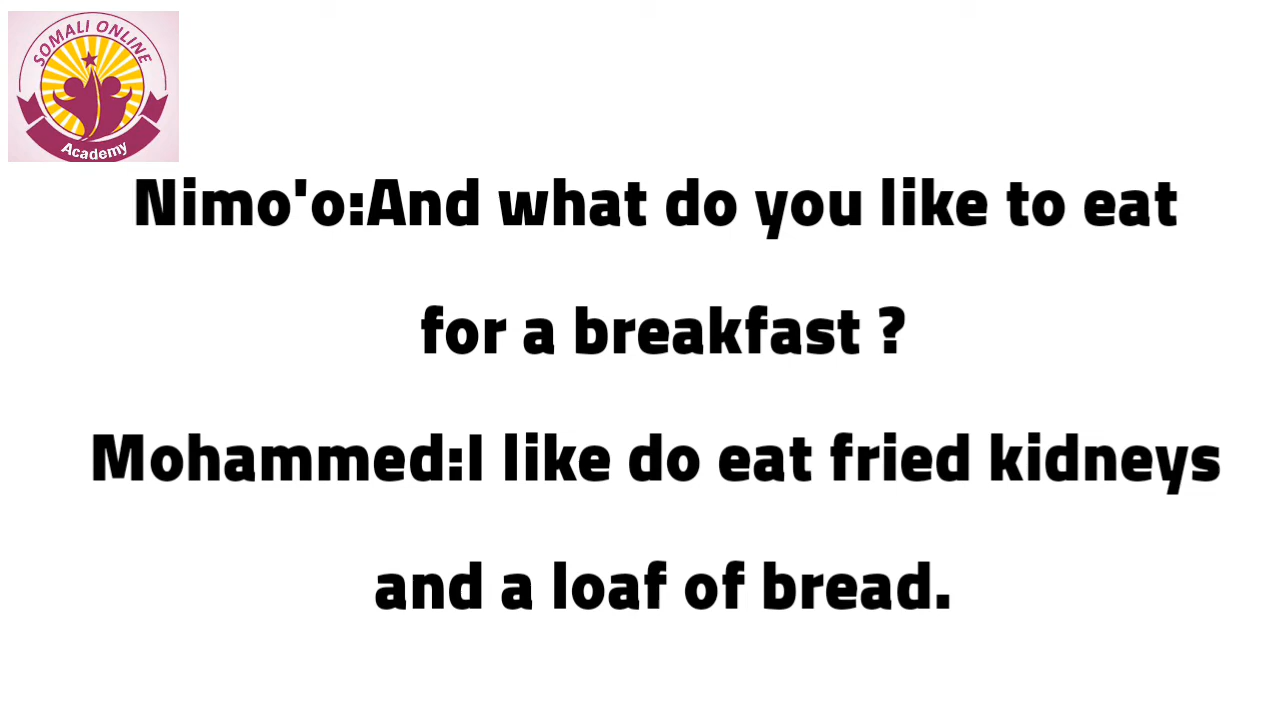 SOMALI ONLINE
Academy
Nimo'o:And what do you like to eat
for a breakfast ?
Mohammed:I like do eat fried kidneys
and a loaf of bread.